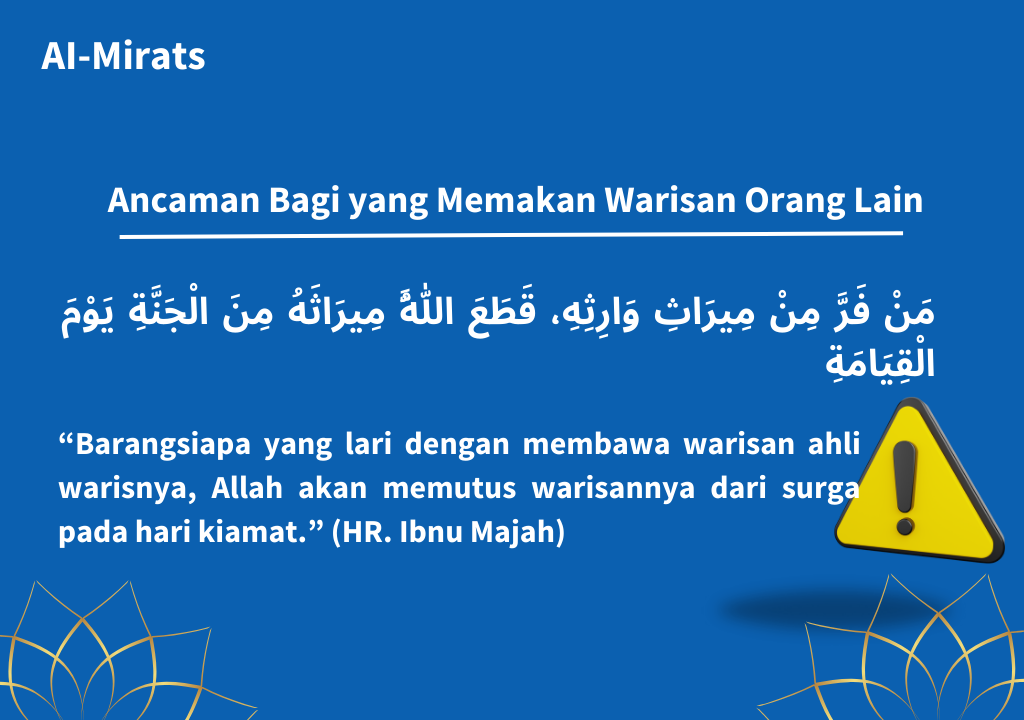 Al-Mirats
Ancaman Bagi yang Memakan Warisan Orang Lain
مَنْ فَرَّ مِنْ مِيرَاثِ وَارِثِهِ، قَطَعَ اللَّهُ مِيرَاثَهُ مِنَ الْجَنَّةِ يَوْمَ
الْقِيَامَةِ
“Barangsiapa yang lari dengan membawa warisan ahli
warisnya, Allah akan memutus warisannya dari surga
pada hari kiamat.” (HR. Ibnu Majah)